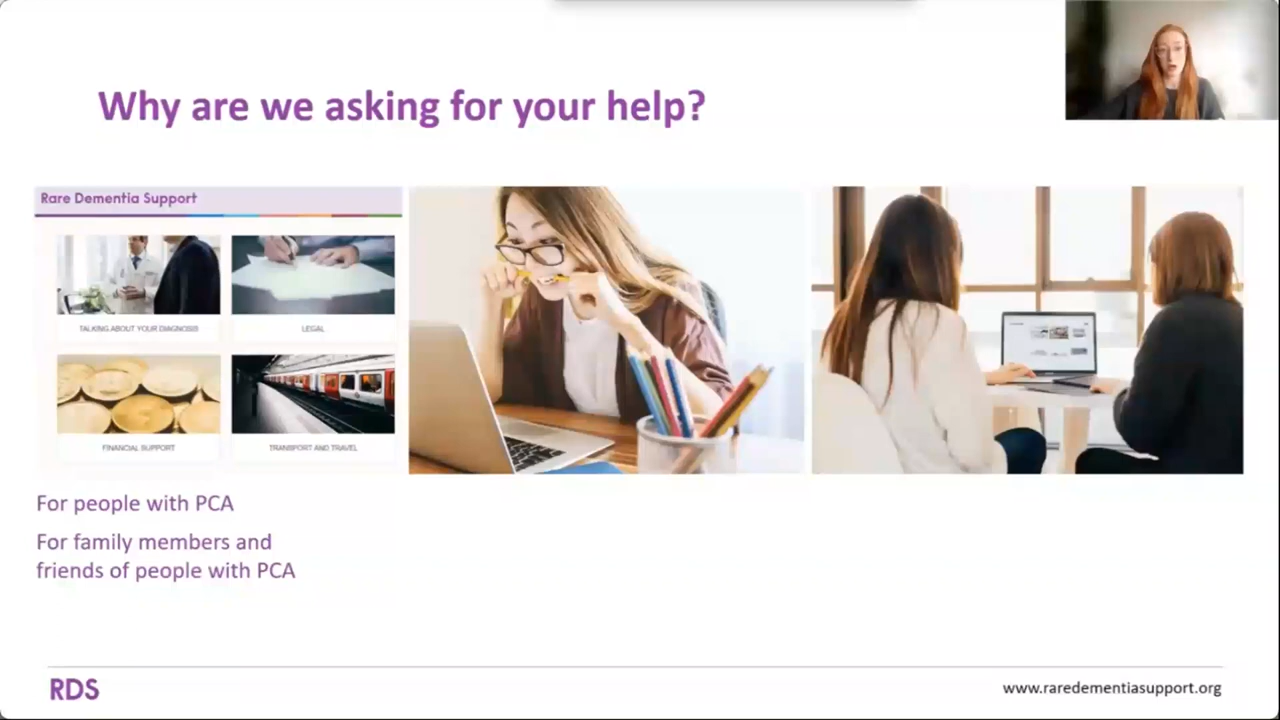 Why are we asking for your help?
Rare Dementia Support
TALKING ABOUT YOUR DIAGNOSIS
LEGAL
FINANCIAL SUPPORT
TRANSPORT AND TRAVEL
For people with PCA
For family members and
friends of people with PCA
RDS
www.raredementiasupport.org